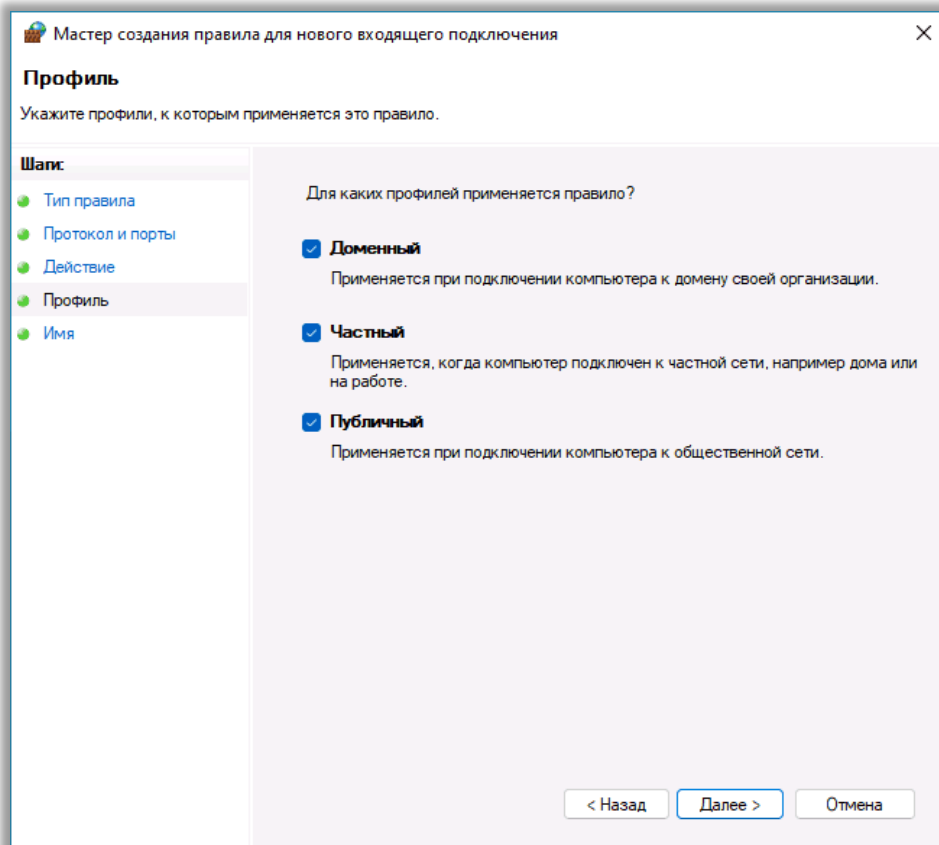 Мастер создания правила для нового входящего подключения
Профиль
Укажите профили, к которым применяется это правило.
Шаги:
Тип правила
Протокол и порты
Действие
Профиль
Имя
Для каких профилей применяется правило?
Доменный
Применяется при подключении компьютера к домену своей организации.
Частный
Применяется, когда компьютер подключен к частной сети, например дома или
на работе.
Публичный
Применяется при подключении компьютера к общественной сети.
< Назад
Далее >
Отмена